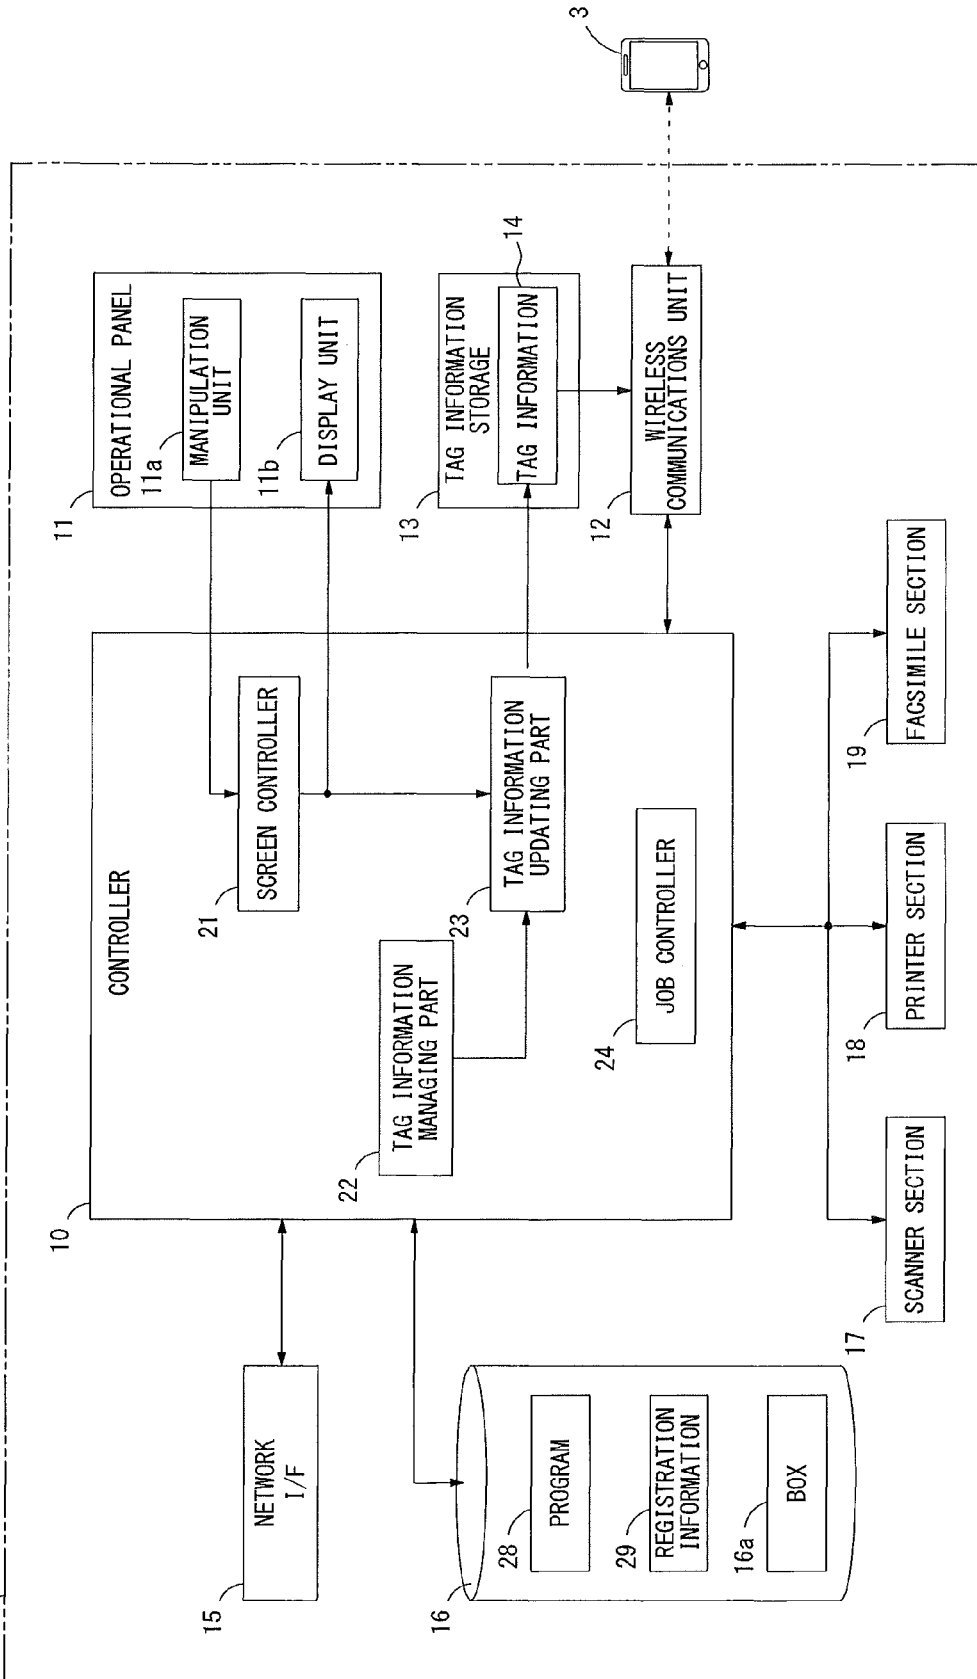 10
CONTROLLER
15
NETWORK
I/F
16
28
PROGRAM
29
REGISTRATION
INFORMATION
16a
BOX
21
SCREEN CONTROLLER
22
TAG INFORMATION
MANAGING PART
23
TAG INFORMATION
UPDATING PART
24
JOB CONTROLLER
11
OPERATIONAL PANEL
11a
MANIPULATION
UNIT
11b
DISPLAY UNIT
13
TAG INFORMATION
STORAGE
14
TAG INFORMATION
12
WIRELESS
COMMUNICATIONS UNIT
3
17
SCANNER SECTION
18
PRINTER SECTION
19
FACSIMILE SECTION